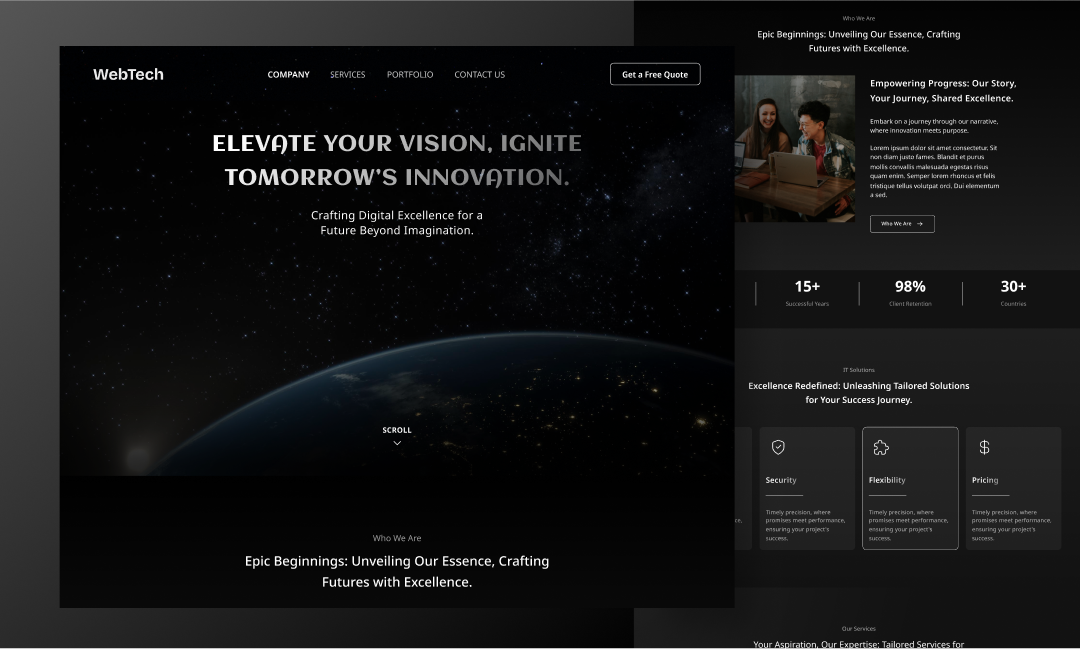 WebTech
COMPANY
SERVICES
PORTFOLIO
CONTACT US
Get a Free Quote
ELEVATE YOUR VISION, IGNITE
TOMORROW'S INNOVATION.
Crafting Digital Excellence for a
Future Beyond Imagination.
SCROLL
Who We Are
Epic Beginnings: Unveiling Our Essence, Crafting
Futures with Excellence.
Who We Are
Epic Beginnings: Unveiling Our Essence, Crafting
Futures with Excellence.
Empowering Progress: Our Story,
Your Journey, Shared Excellence.
Embark on a journey through our narrative,
where innovation meets purpose.
Lorem ipsum dolor sit amet consectetur. Sit
non diam justo fames. Blandit et purus
mollis convallis malesuada egestas risus
quam enim. Semper lorem rhoncus et felis
tristique tellus volutpat orci. Dui elementum
a sed.
Who We Are
15+
Successful Years
98%
Client Retention
30+
Countries
IT Solutions
Excellence Redefined: Unleashing Tailored Solutions
for Your Success Journey.
Security
Timely precision, where
promises meet performance,
ensuring your project's
success.
Flexibility
Timely precision, where
promises meet performance,
ensuring your project's
success.
Pricing
Timely precision, where
promises meet performance,
ensuring your project's
success.
Our Services
Your Aspiration, Our Expertise: Tailored Services for